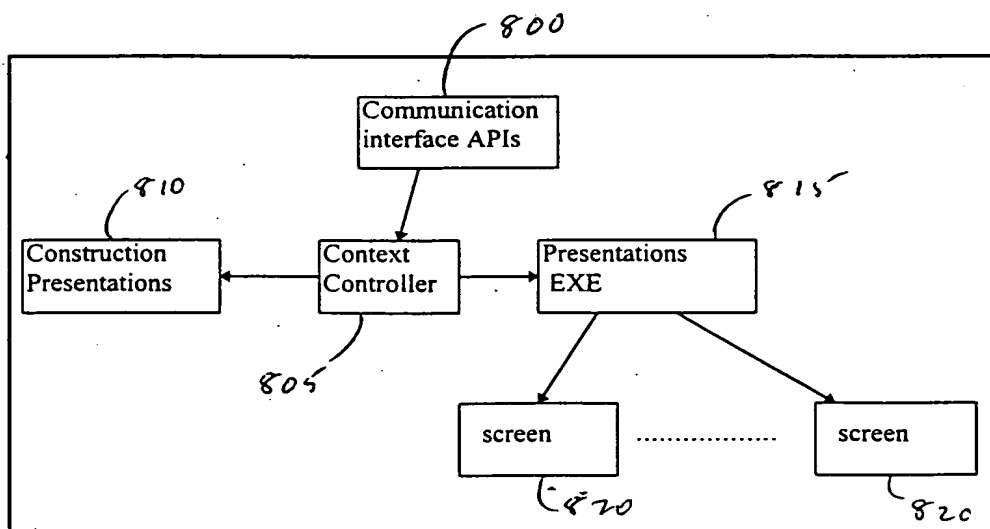 800
Communication
interface APIs
810
815
Construction
Presentations
Context
Controller
Presentations
EXE
805
screen
screen
820
820